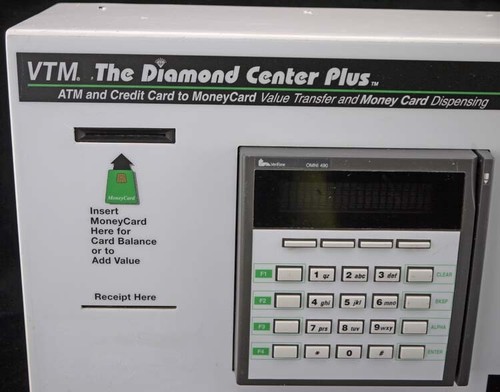 VTM. The Diamond Center Plus™
ATM and Credit Card to MoneyCard Value Transfer and Money Card Dispensing
MoneyCard
Insert
MoneyCard
Here for
Card Balance
or to
Add Value
Receipt Here
VeriFone OMNI 490
F1 1 qz 2 abc 3 def CLEAR
F2 4 ghi 5 jkl 6 mno BKSP
F3 7 prs 8 tuv 9 wxy ALPHA
F4 * 0 # ENTER